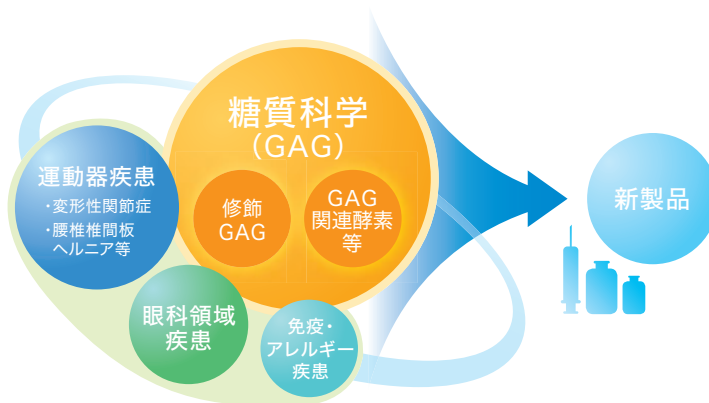 糖質科学
（GAG）
修飾
GAG
GAG
関連酵素
等
運動器疾患
・変形性関節症
・腰椎椎間板
ヘルニア等
眼科領域
疾患
免疫・
アレルギー
疾患
新製品